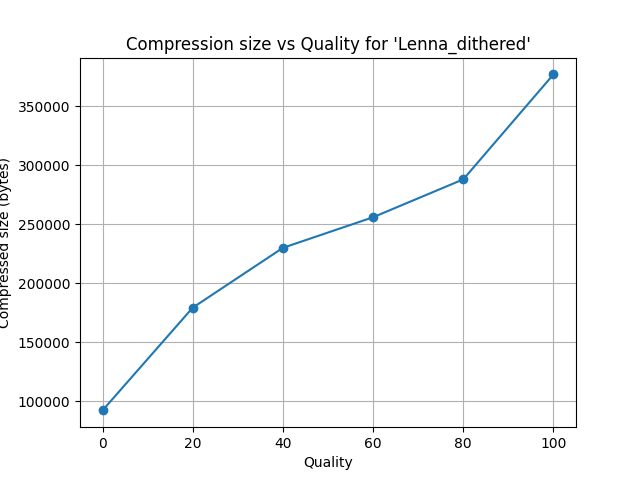 Compression size vs Quality for 'Lenna_dithered'
350000
300000
250000
200000
150000
100000
Compressed size (bytes)
0 20 40 60 80 100
Quality